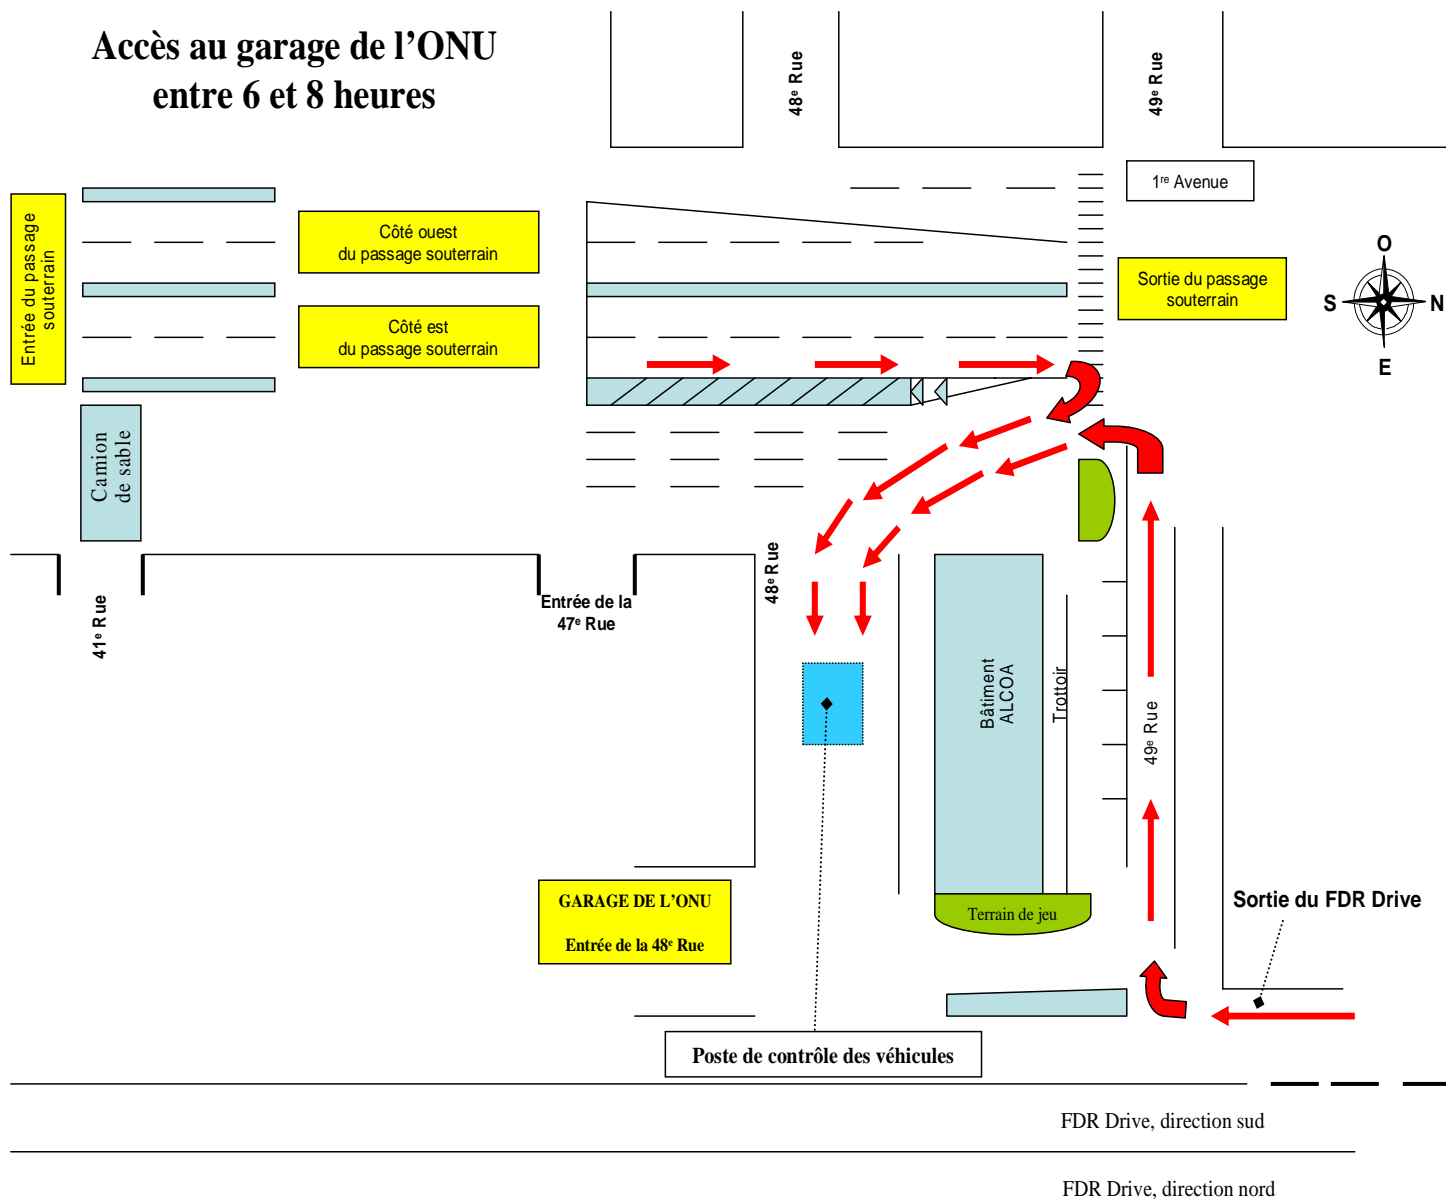 Accès au garage de l’ONU
entre 6 et 8 heures
48e Rue
49e Rue
1re Avenue
Entrée du passage
souterrain
Côté ouest
du passage souterrain
Côté est
du passage souterrain
Sortie du passage
souterrain
O
S
N
E
Camion
de sable
41e Rue
Entrée de la
47e Rue
48e Rue
Bâtiment
ALCOA
Trottoir
49e Rue
GARAGE DE L’ONU
Entrée de la 48e Rue
Terrain de jeu
Sortie du FDR Drive
Poste de contrôle des véhicules
FDR Drive, direction sud
FDR Drive, direction nord